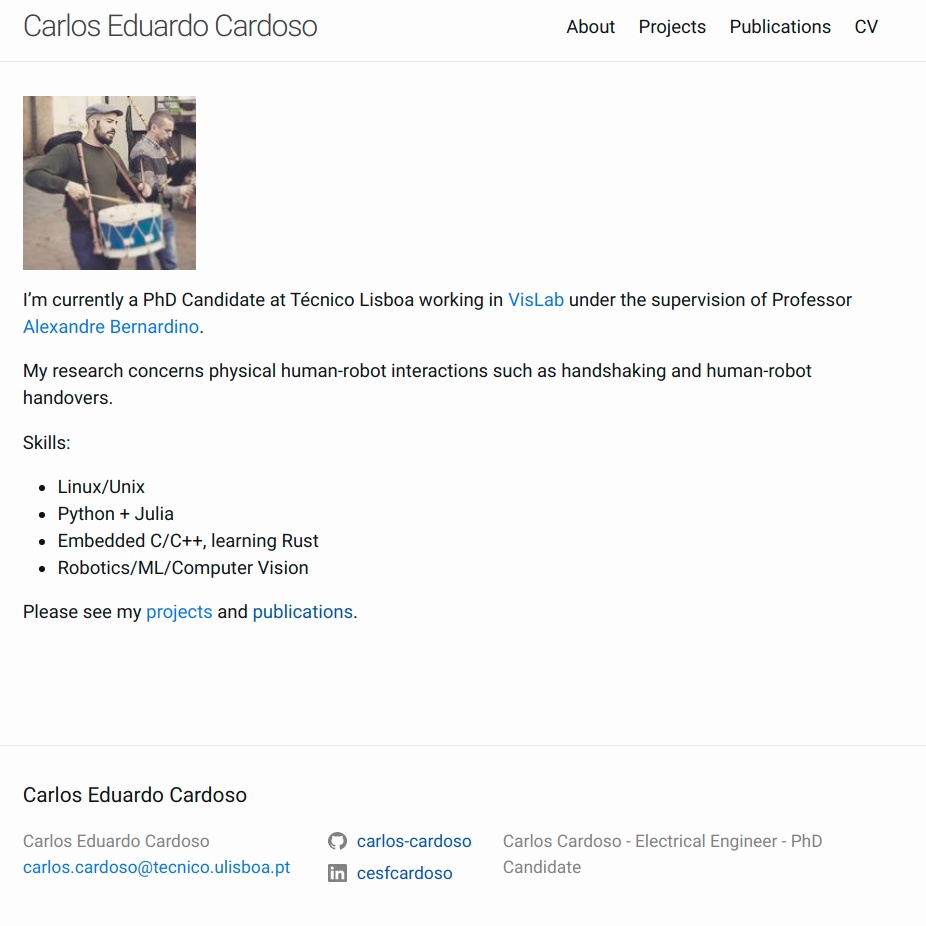 Carlos Eduardo Cardoso
About Projects Publications CV
I’m currently a PhD Candidate at Técnico Lisboa working in VisLab under the supervision of Professor
Alexandre Bernardino.
My research concerns physical human-robot interactions such as handshaking and human-robot
handovers.
Skills:
• Linux/Unix
• Python + Julia
• Embedded C/C++, learning Rust
• Robotics/ML/Computer Vision
Please see my projects and publications.
Carlos Eduardo Cardoso
Carlos Eduardo Cardoso
carlos.cardoso@tecnico.ulisboa.pt
carlos-cardoso
cesfcardoso
Carlos Cardoso - Electrical Engineer - PhD
Candidate